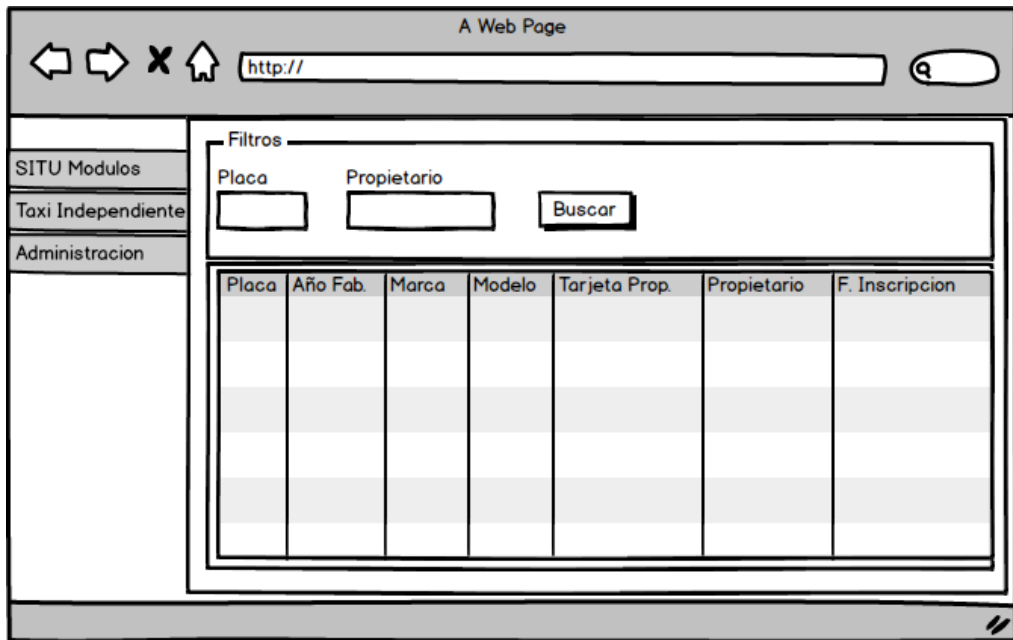 A Web Page
http://
SITU Modulos
Taxi Independiente
Administracion
Filtros
Placa Propietario
Buscar
Placa Año Fab. Marca Modelo Tarjeta Prop. Propietario F. Inscripcion